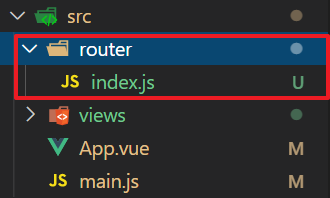 src
router
JS index.js U
views
App.vue M
JS main.js M